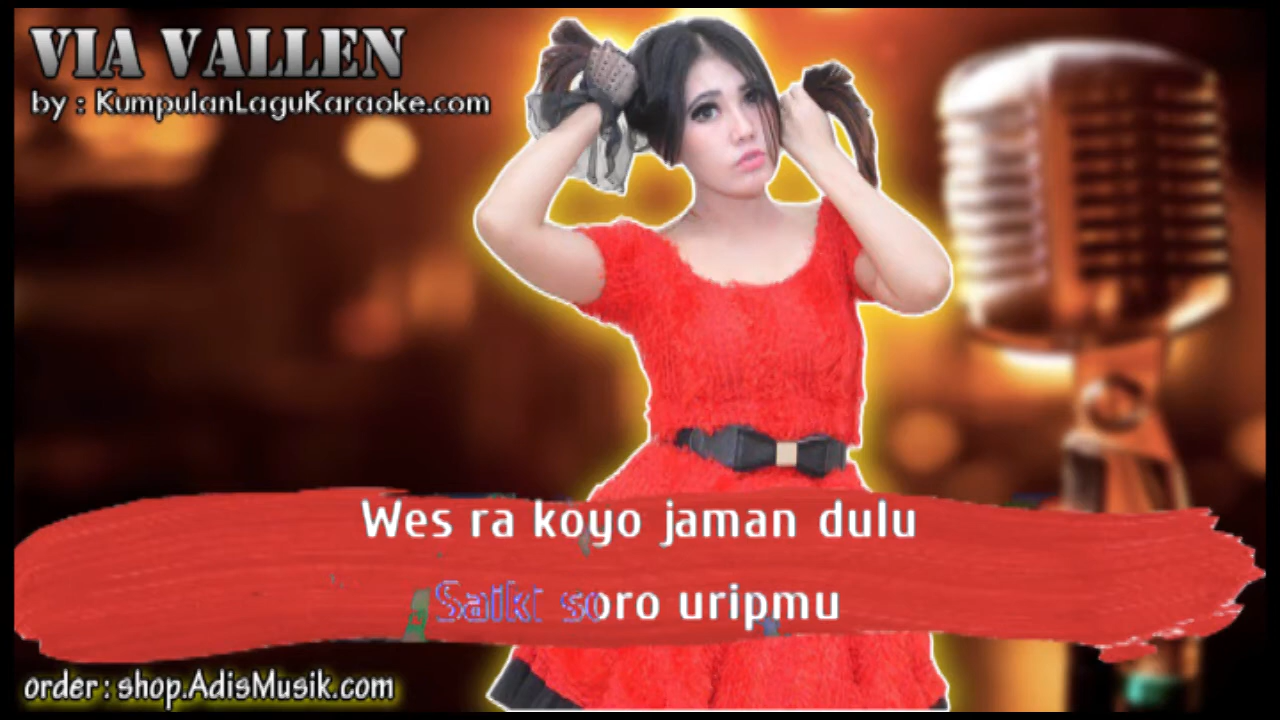 VIA VALLEN
by : KumpulanLaguKaraoke.com
Wes ra koyo jaman dulu
Saiki soro uripmu
order : shop.AdisMusik.com